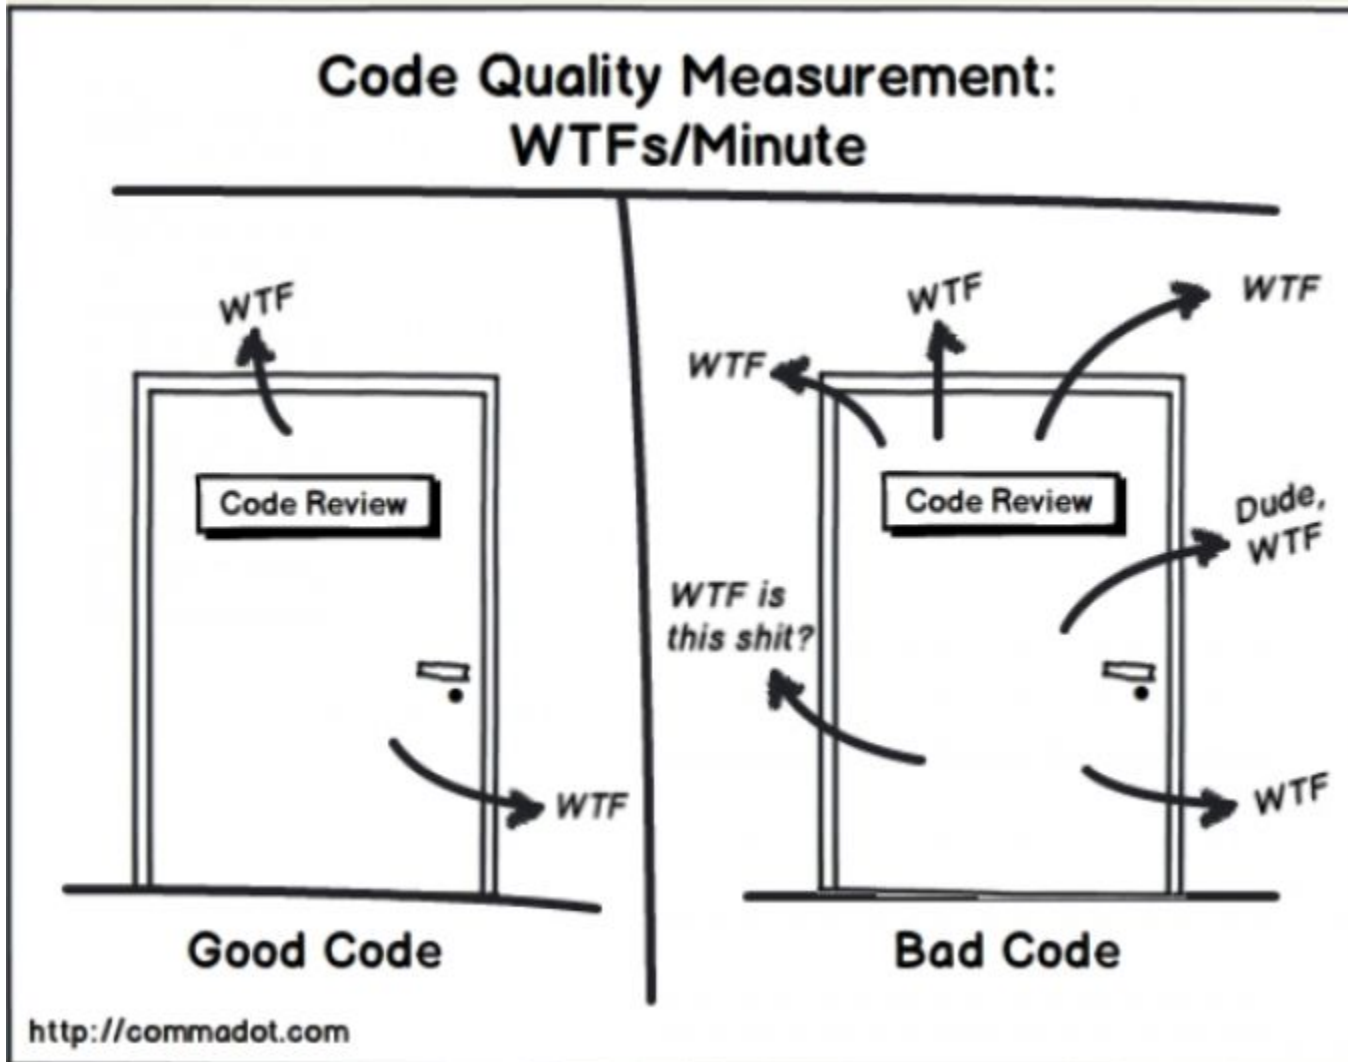 Code Quality Measurement:
WTFs/Minute
WTF
Code Review
WTF
Good Code
WTF
WTF
WTF
Code Review
Dude,
WTF
WTF is
this shit?
WTF
Bad Code
http://commadot.com